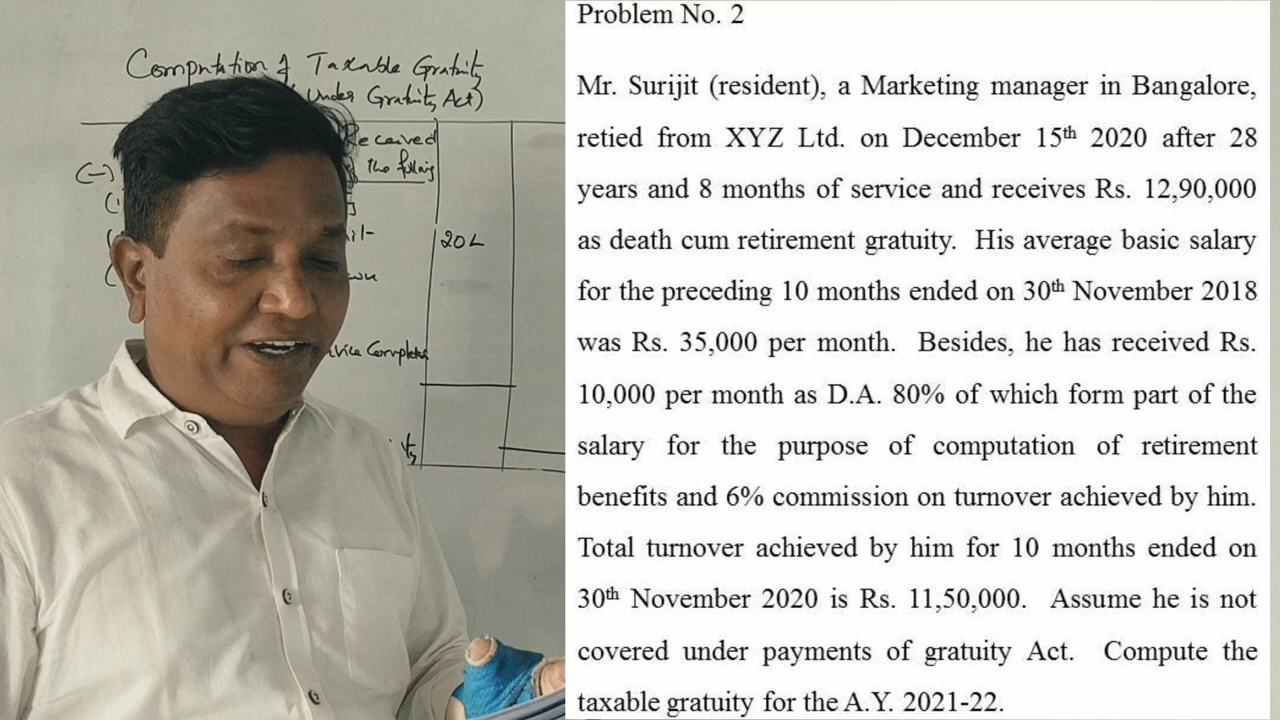 Computation of Taxable Gratuity
Under Gratuity Act)
Received
(-)
the
20L
Problem No. 2
Mr. Surijit (resident), a Marketing manager in Bangalore,
retied from XYZ Ltd. on December 15th 2020 after 28
years and 8 months of service and receives Rs. 12,90,000
as death cum retirement gratuity. His average basic salary
for the preceding 10 months ended on 30th November 2018
was Rs. 35,000 per month. Besides, he has received Rs.
10,000 per month as D.A. 80% of which form part of the
salary for the purpose of computation of retirement
benefits and 6% commission on turnover achieved by him.
Total turnover achieved by him for 10 months ended on
30th November 2020 is Rs. 11,50,000. Assume he is not
covered under payments of gratuity Act. Compute the
taxable gratuity for the A.Y. 2021-22.